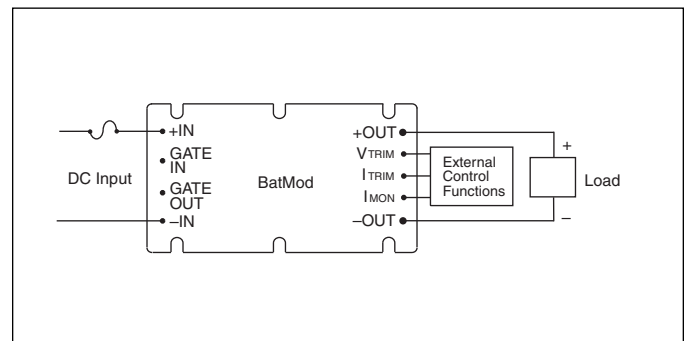 DC Input
+IN
GATE
IN
GATE
OUT
–IN
BatMod
+OUT
VTRIM
ITRIM
IMON
–OUT
External
Control
Functions
+
Load
–